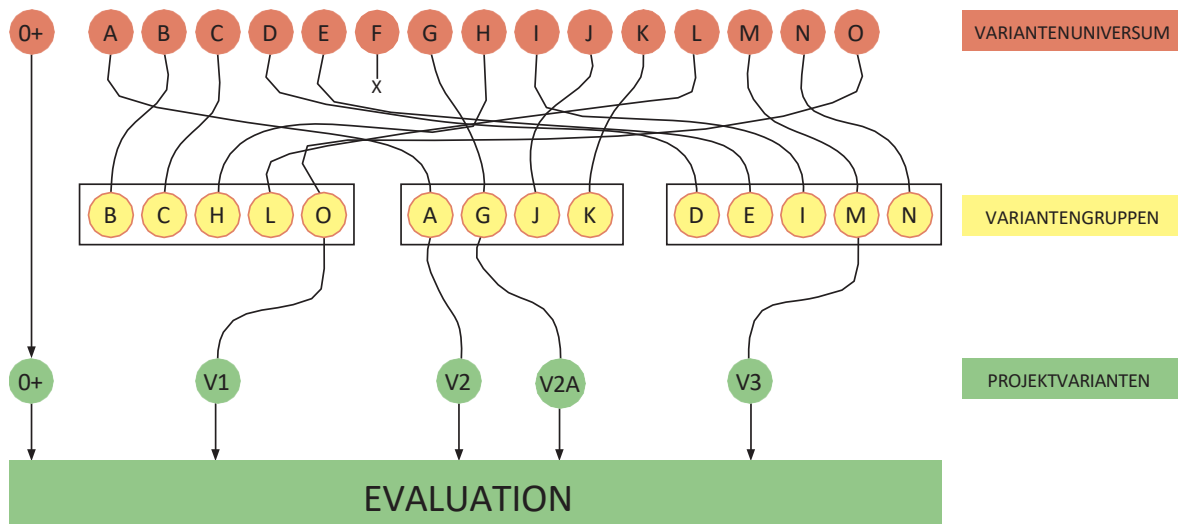 0+ A B C D E F G H I J K L M N O VARIANTENUNIVERSUM
X
B C H L O A G J K D E I M N VARIANTENGRUPPEN
0+ V1 V2 V2A V3 PROJEKTVARIANTEN
EVALUATION